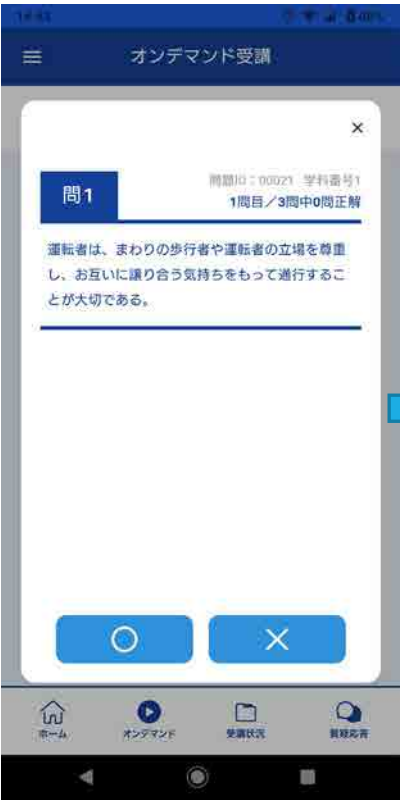 オンデマンド受講
×
問1
問題ID:00021 学科番号1
1問目/3問中0問正解
運転者は、まわりの歩行者や運転者の立場を尊重
し、お互いに譲り合う気持ちをもって通行するこ
とが大切である。
ホーム
オンデマンド
受講状況
質疑応答